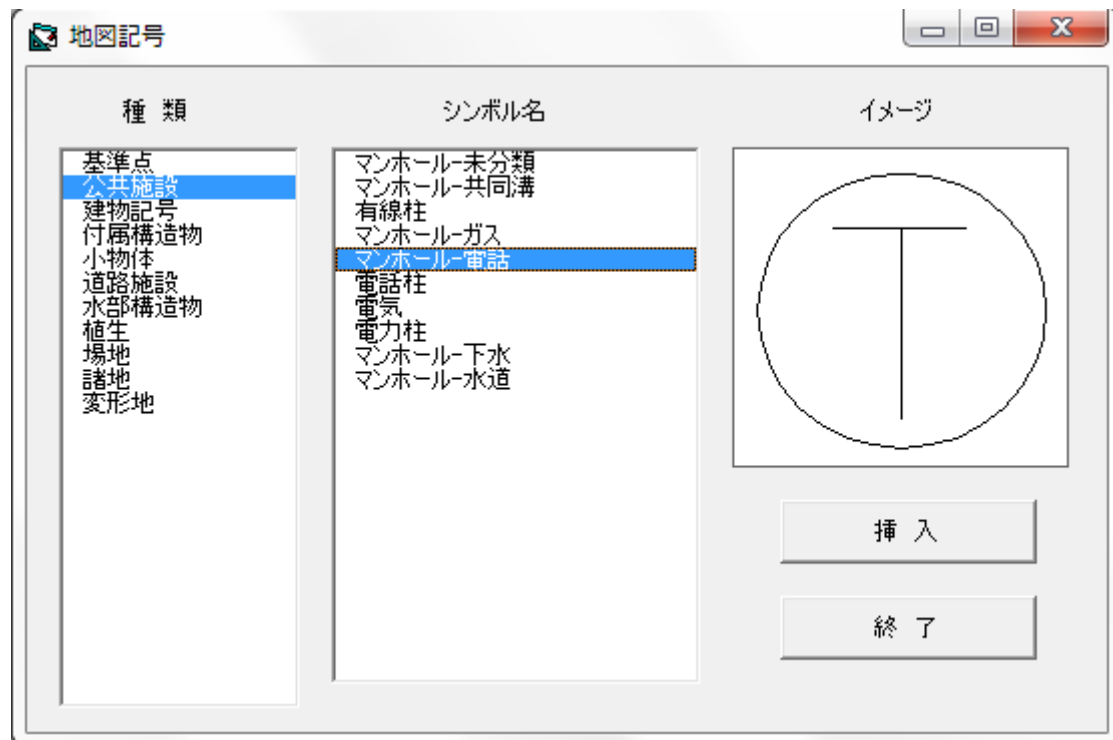 地図記号
種 類
シンボル名
イメージ
基準点
公共施設
建物記号
付属構造物
小物体
道路施設
水部構造物
植生
場地
諸地
変形地
マンホール-未分類
マンホール-共同溝
有線柱
マンホール-ガス
マンホール-電話
電話柱
電気
電力柱
マンホール-下水
マンホール-水道
T
挿 入
終 了